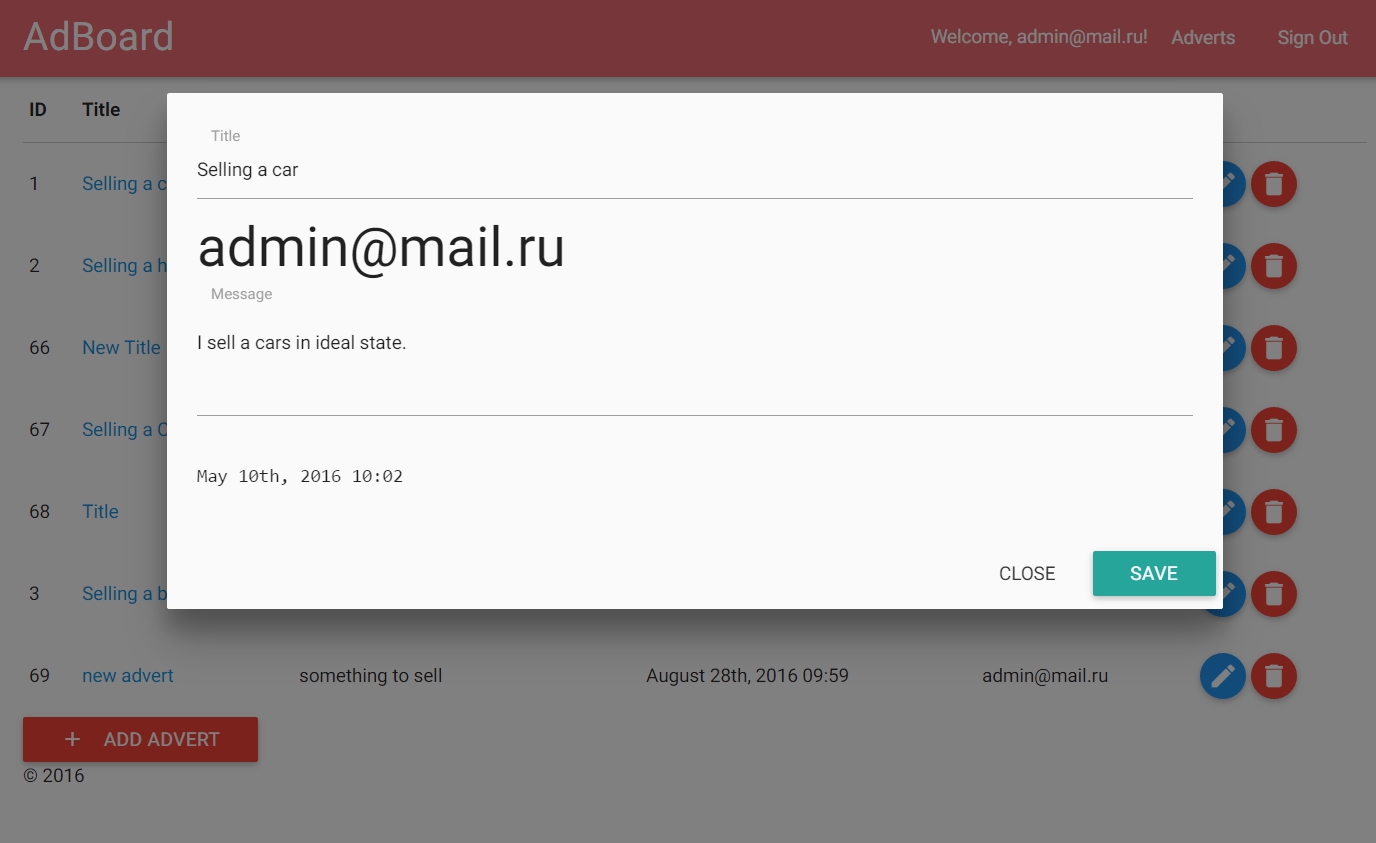 AdBoard
Welcome, admin@mail.ru! Adverts Sign Out
ID Title
Title
Selling a car
1 Selling a c
admin@mail.ru
2 Selling a h
Message
I sell a cars in ideal state.
66 New Title
67 Selling a C
May 10th, 2016 10:02
68 Title
CLOSE SAVE
3 Selling a b
69 new advert something to sell August 28th, 2016 09:59 admin@mail.ru
+ ADD ADVERT
© 2016